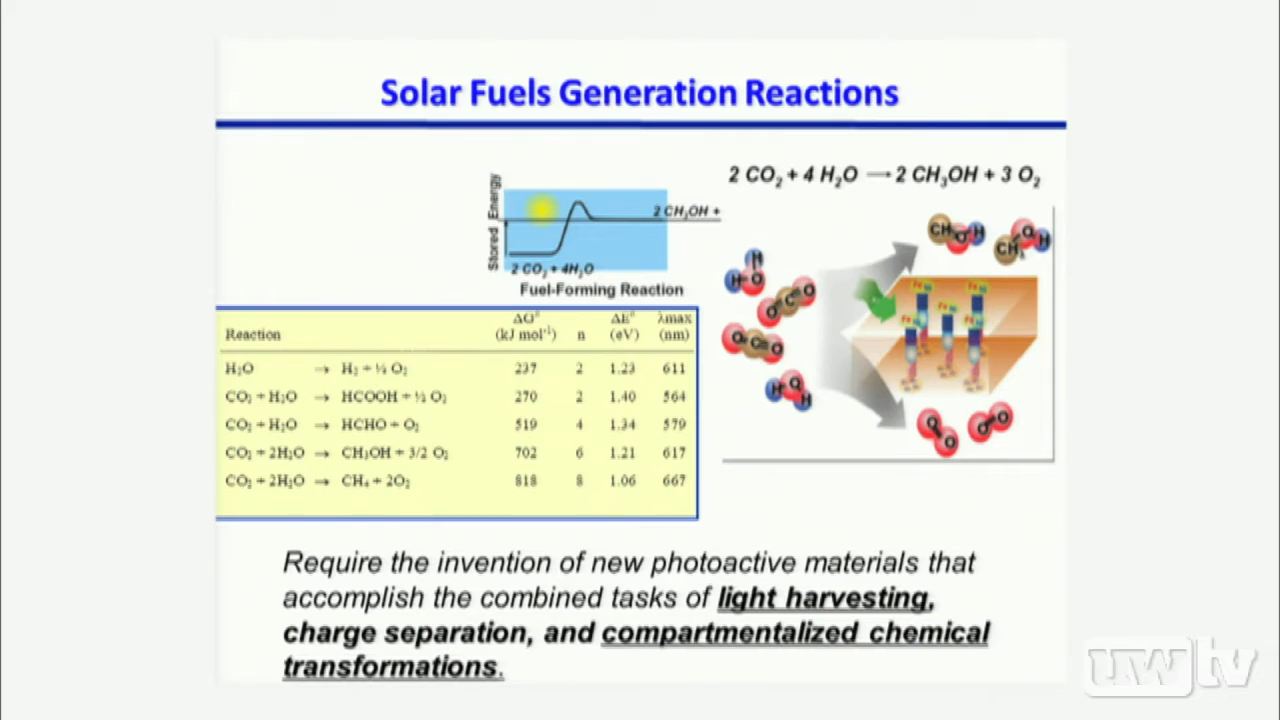 Solar Fuels Generation Reactions
2 CO₂ + 4 H₂O → 2 CH₃OH + 3 O₂
Stored Energy
2 CH₃OH +
2 CO₂ + 4H₂O
Fuel-Forming Reaction
Reaction ΔG° (kJ mol⁻¹) n ΔE° (eV) λmax (nm)
H₂O → H₂ + ½ O₂ 237 2 1.23 611
CO₂ + H₂O → HCOOH + ½ O₂ 270 2 1.40 564
CO₂ + H₂O → HCHO + O₂ 519 4 1.34 579
CO₂ + 2H₂O → CH₃OH + 3/2 O₂ 702 6 1.21 617
CO₂ + 2H₂O → CH₄ + 2O₂ 818 8 1.06 667
H H O
O C O
O C O
H O H
CH₃ O H
CH₃ O H
O O
O O
Require the invention of new photoactive materials that
accomplish the combined tasks of light harvesting,
charge separation, and compartmentalized chemical
transformations.
uwtv